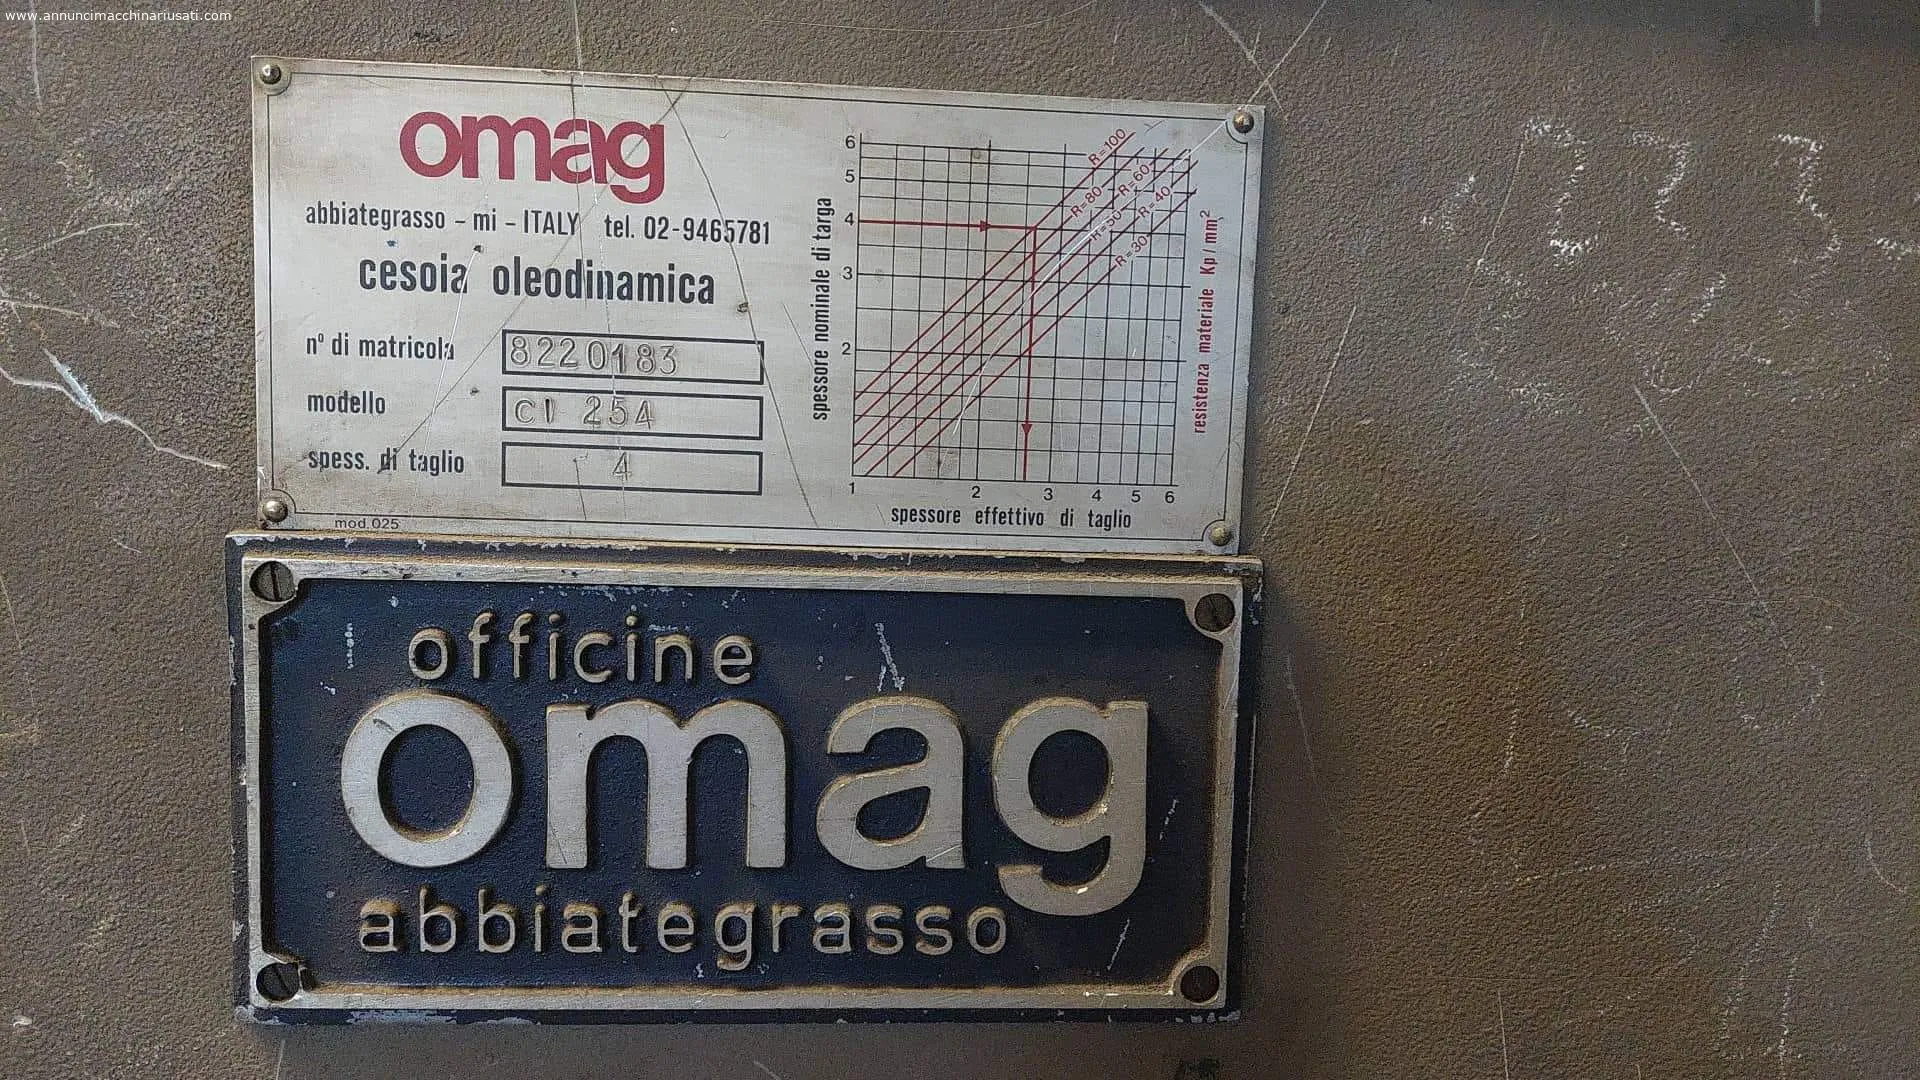 www.annuncimacchinariusati.com
omag
abbiategrasso - mi - ITALY tel. 02-9465781
cesoia oleodinamica
n° di matricola 8220183
modello CI 254
spess. di taglio 4
mod.025
spessore nominale di targa
6
5
4
3
2
1 2 3 4 5 6
spessore effettivo di taglio
R=100
R=80
R=60
R=50
R=40
R=30
resistenza materiale Kp/mm²
officine
omag
abbiategrasso